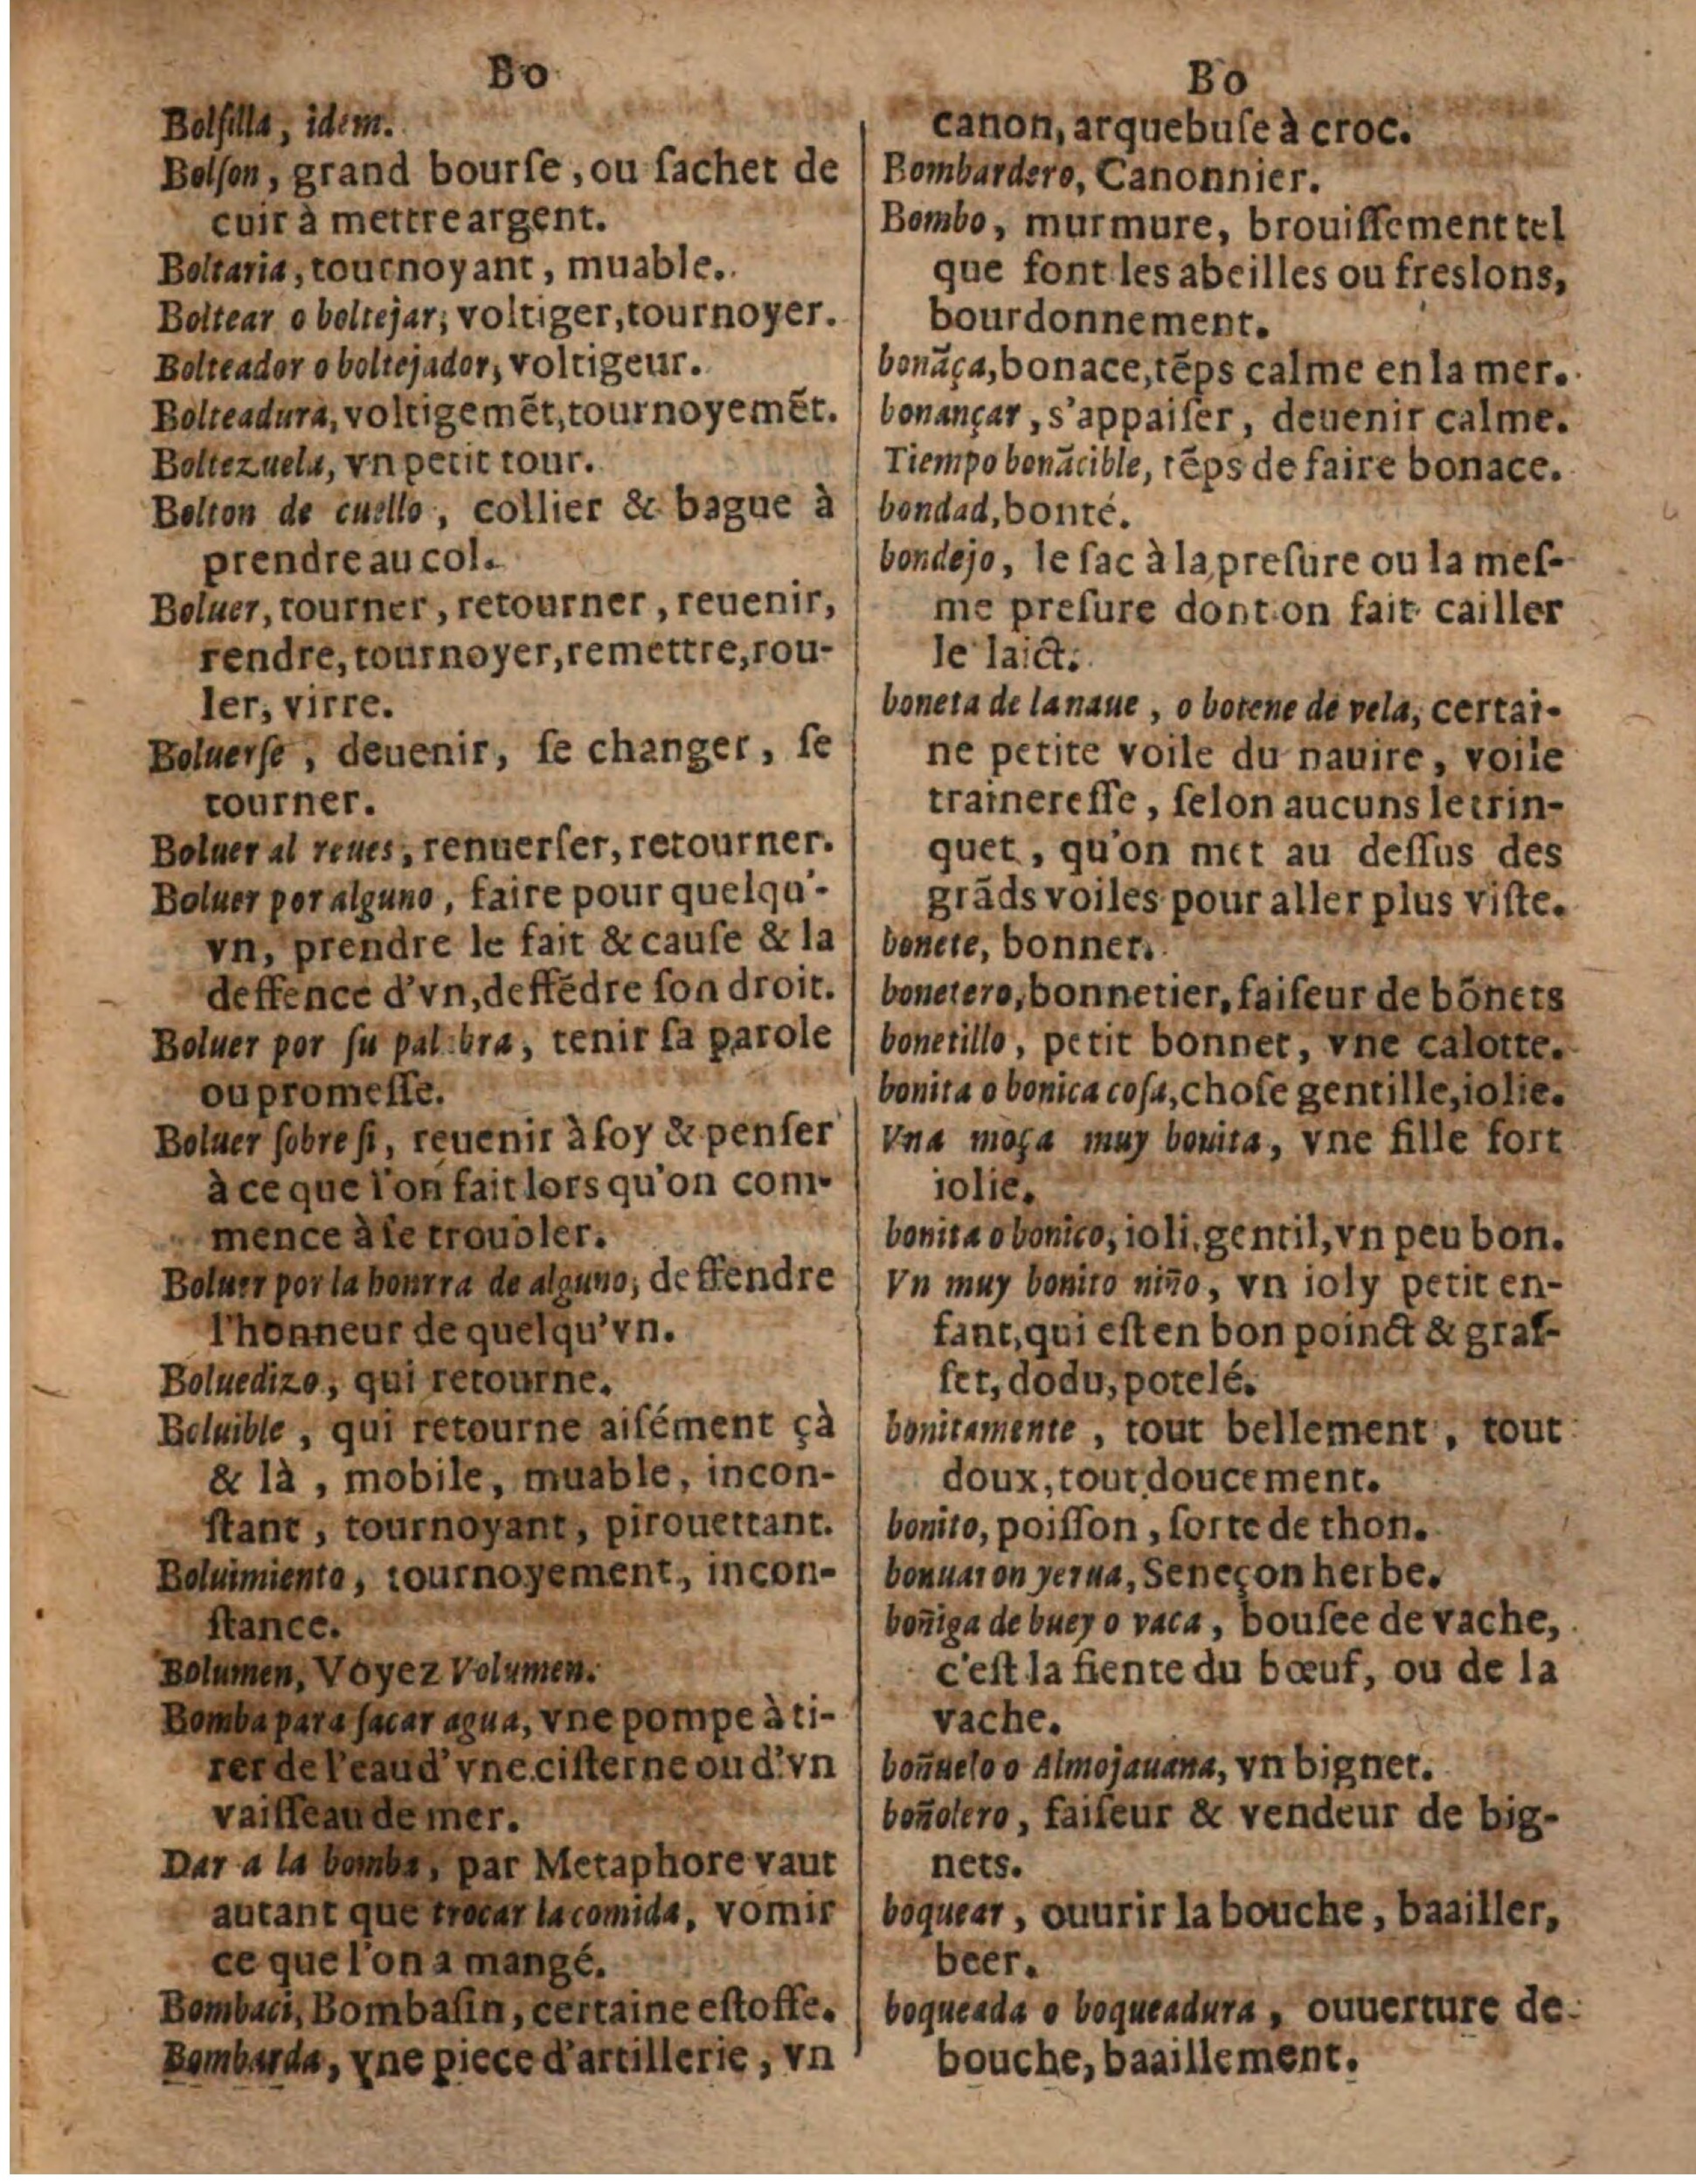 Bo
Bolſilla, idem.
Bolſon, grand bourſe, ou ſachet de
cuir à mettre argent.
Boltaria, tournoyant, muable.
Boltear o boltejar, voltiger, tournoyer.
Bolteador o boltejador, voltigeur.
Bolteadura, voltigemẽt, tournoyemẽt.
Boltezuela, vn petit tour.
Bolton de cuello, collier & bague à
prendre au col.
Boluer, tourner, retourner, reuenir,
rendre, tournoyer, remettre, rou-
ler, virre.
Boluerſe, deuenir, ſe changer, ſe
tourner.
Boluer al reues, renuerſer, retourner.
Boluer por alguno, faire pour quelqu'-
vn, prendre le fait & cauſe & la
deffence d'vn, deffẽdre ſon droit.
Boluer por ſu palabra, tenir ſa parole
ou promeſſe.
Boluer ſobre ſi, reuenir à ſoy & penſer
à ce que l'on fait lors qu'on com-
mence à ſe troubler.
Boluer por la honrra de alguno, deffendre
l'honneur de quelqu'vn.
Boluedizo, qui retourne.
Boluible, qui retourne aiſément çà
& là, mobile, muable, incon-
ſtant, tournoyant, pirouettant.
Boluimiento, tournoyement, incon-
ſtance.
Bolumen, Voyez Volumen.
Bomba para ſacar agua, vne pompe à ti-
rer de l'eau d'vne ciſterne ou d'vn
vaiſſeau de mer.
Dar a la bomba, par Metaphore vaut
autant que trocar la comida, vomir
ce que l'on a mangé.
Bombaci, Bombaſin, certaine eſtoffe.
Bombarda, vne piece d'artillerie, vn
Bo
canon, arquebuſe à croc.
Bombardero, Canonnier.
Bombo, murmure, brouiſſement tel
que font les abeilles ou freslons,
bourdonnement.
bonãça, bonace, tẽps calme en la mer.
bonançar, s'appaiſer, deuenir calme.
Tiempo bonãcible, tẽps de faire bonace.
bondad, bonté.
bondejo, le ſac à la preſure ou la meſ-
me preſure dont on fait cailler
le laict.
boneta de la naue, o botene de vela, certai-
ne petite voile du nauire, voile
traineresſe, ſelon aucuns le trin-
quet, qu'on met au deſſus des
grãds voiles pour aller plus viſte.
bonete, bonnet.
bonetero, bonnetier, faiſeur de bõnets
bonetillo, petit bonnet, vne calotte.
bonita o bonica coſa, choſe gentille, iolie.
Vna moça muy bouita, vne fille fort
iolie.
bonita o bonico, ioli, gentil, vn peu bon.
Vn muy bonito niño, vn ioly petit en-
fant, qui eſt en bon poinct & graſ-
ſet, dodu, potelé.
bonitamente, tout bellement, tout
doux, tout doucement.
bonito, poiſſon, ſorte de thon.
bonuaron yerua, Seneçon herbe.
boñiga de buey o vaca, bouſee de vache,
c'eſt la fiente du bœuf, ou de la
vache.
boñuelo o Almojauana, vn bignet.
boñolero, faiſeur & vendeur de big-
nets.
boquear, ouurir la bouche, baailler,
beer.
boqueada o boqueadura, ouuerture de
bouche, baaillement.